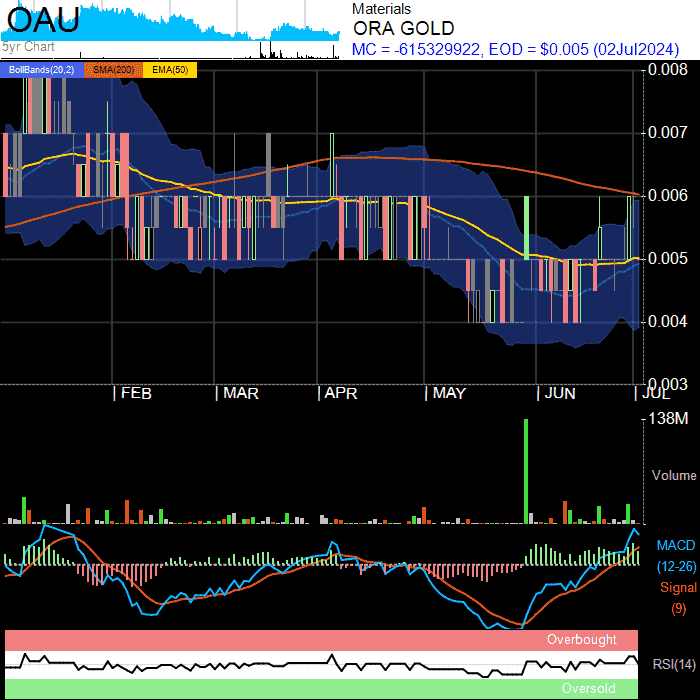 OAU
5yr Chart
Materials
ORA GOLD
MC = -615329922, EOD = $0.005 (02Jul2024)
BollBands(20,2) SMA(200) EMA(50)
0.008
0.007
0.006
0.005
0.004
0.003
FEB MAR APR MAY JUN JUL
138M
Volume
MACD
(12-26)
Signal
(9)
Overbought
RSI(14)
Oversold